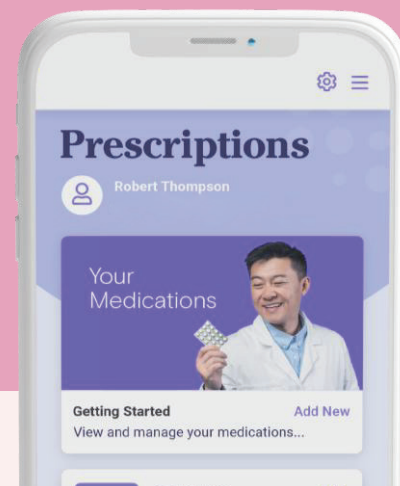 Prescriptions
Robert Thompson
Your
Medications
Getting Started Add New
View and manage your medications...